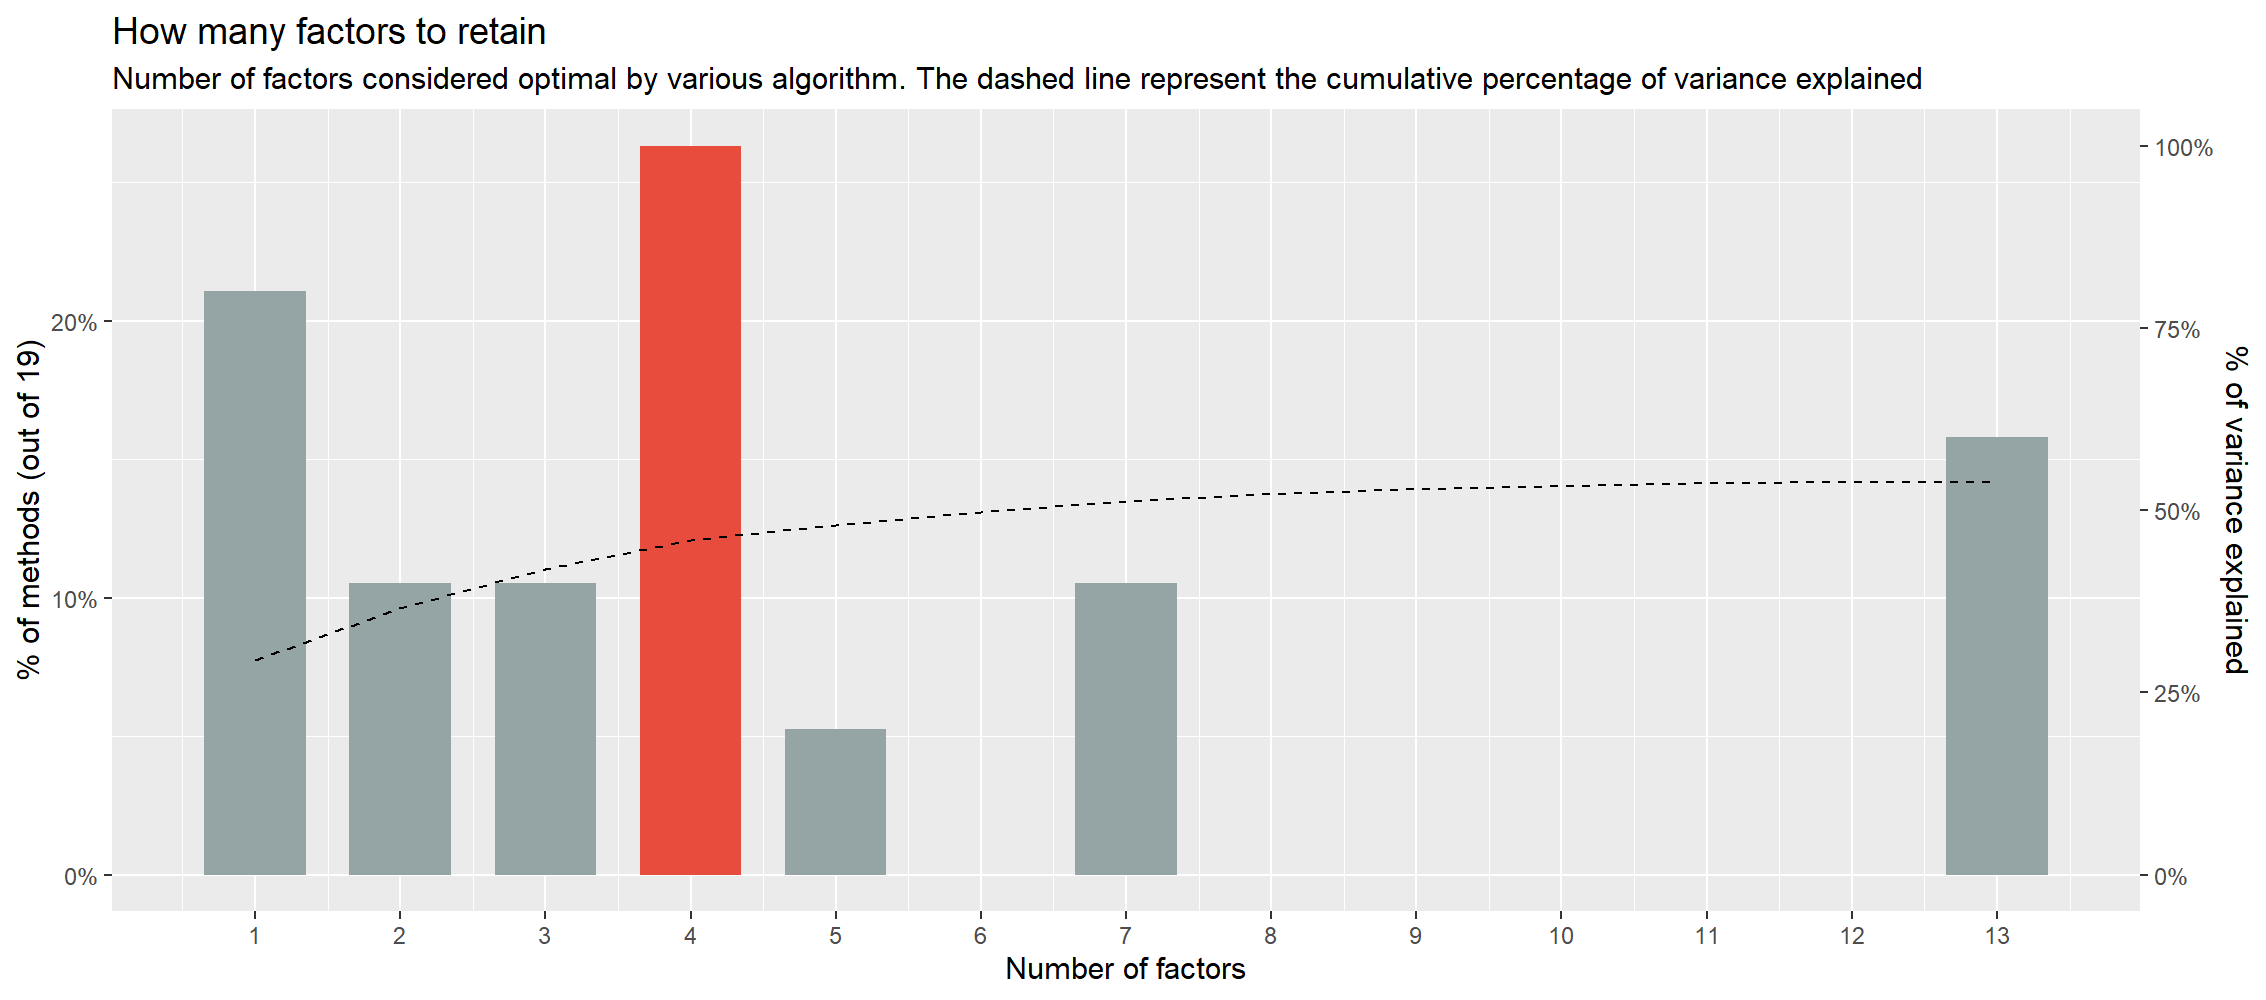 How many factors to retain
Number of factors considered optimal by various algorithm. The dashed line represent the cumulative percentage of variance explained
% of methods (out of 19)
20%
10%
0%
100%
75%
50%
25%
0%
% of variance explained
1 2 3 4 5 6 7 8 9 10 11 12 13
Number of factors